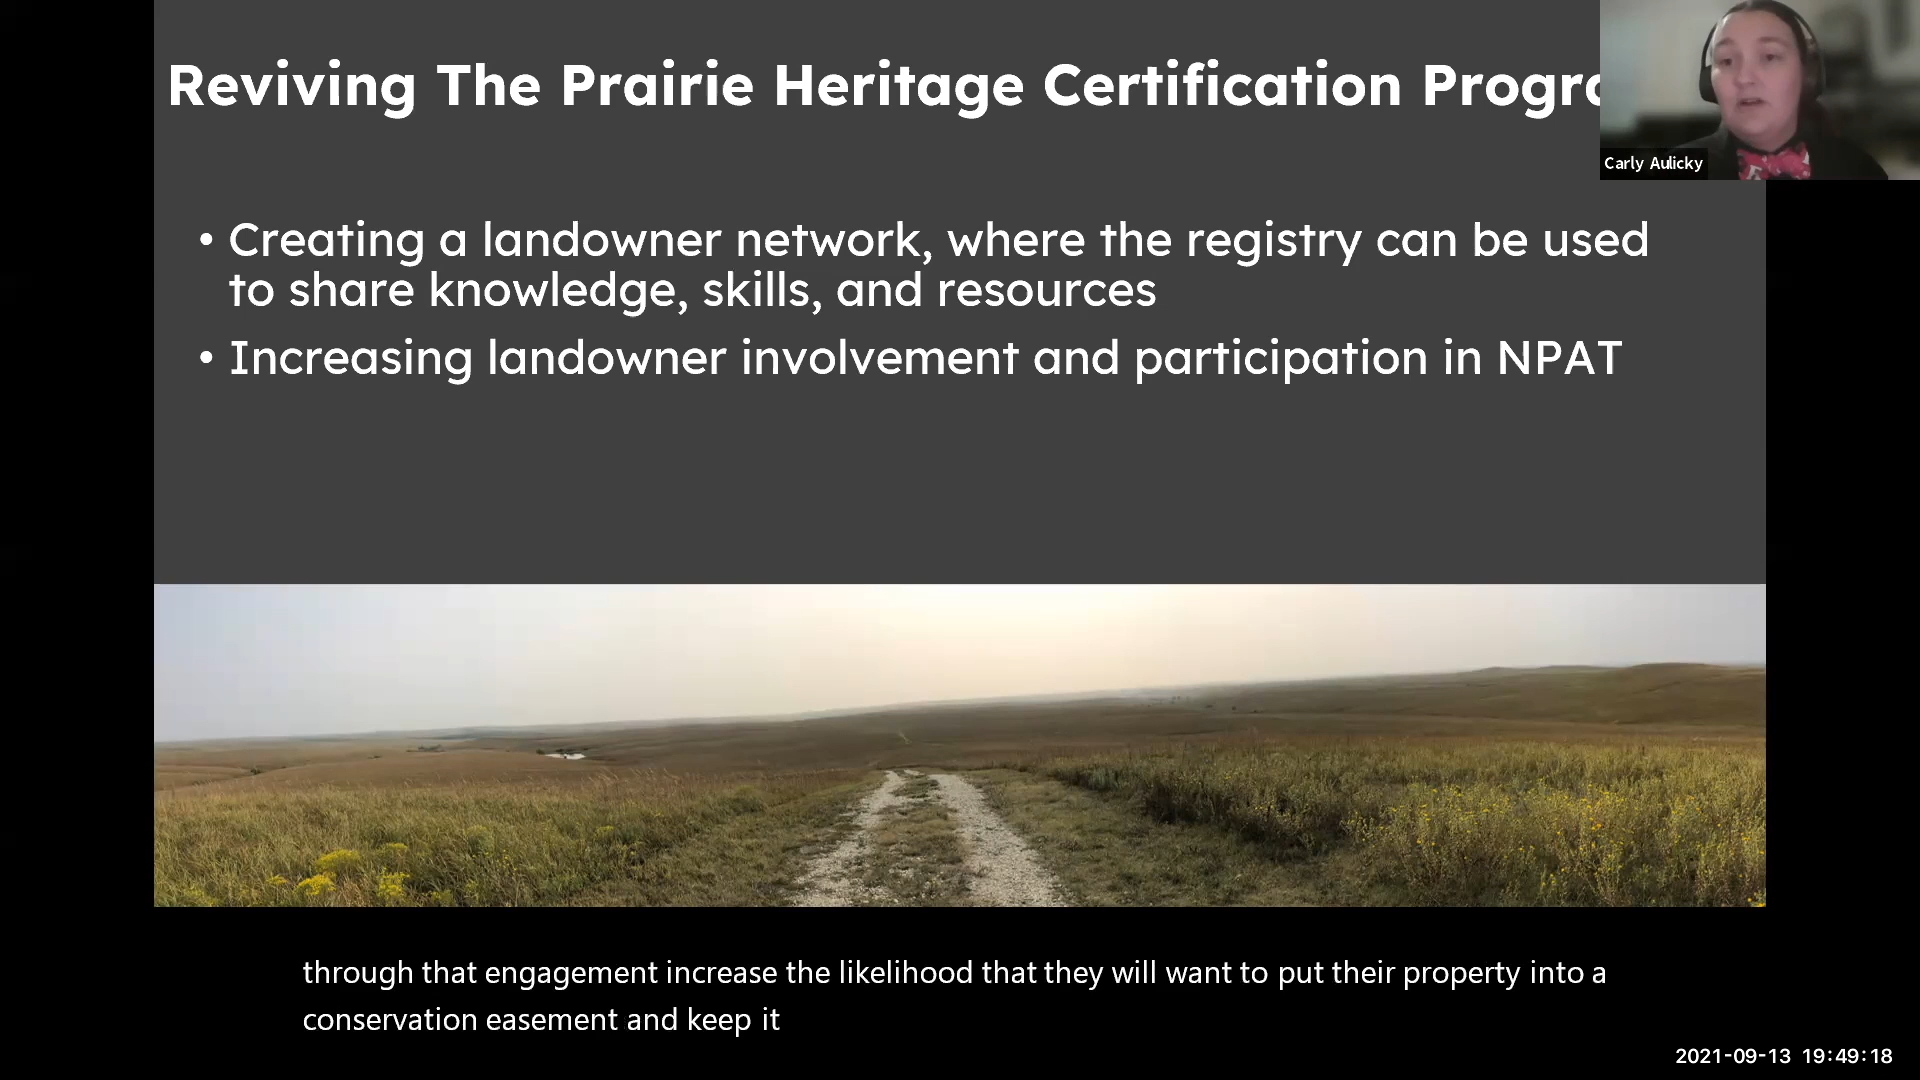 Reviving The Prairie Heritage Certification Progra
Carly Aulicky
• Creating a landowner network, where the registry can be used
to share knowledge, skills, and resources
• Increasing landowner involvement and participation in NPAT
through that engagement increase the likelihood that they will want to put their property into a
conservation easement and keep it
2021-09-13 19:49:18